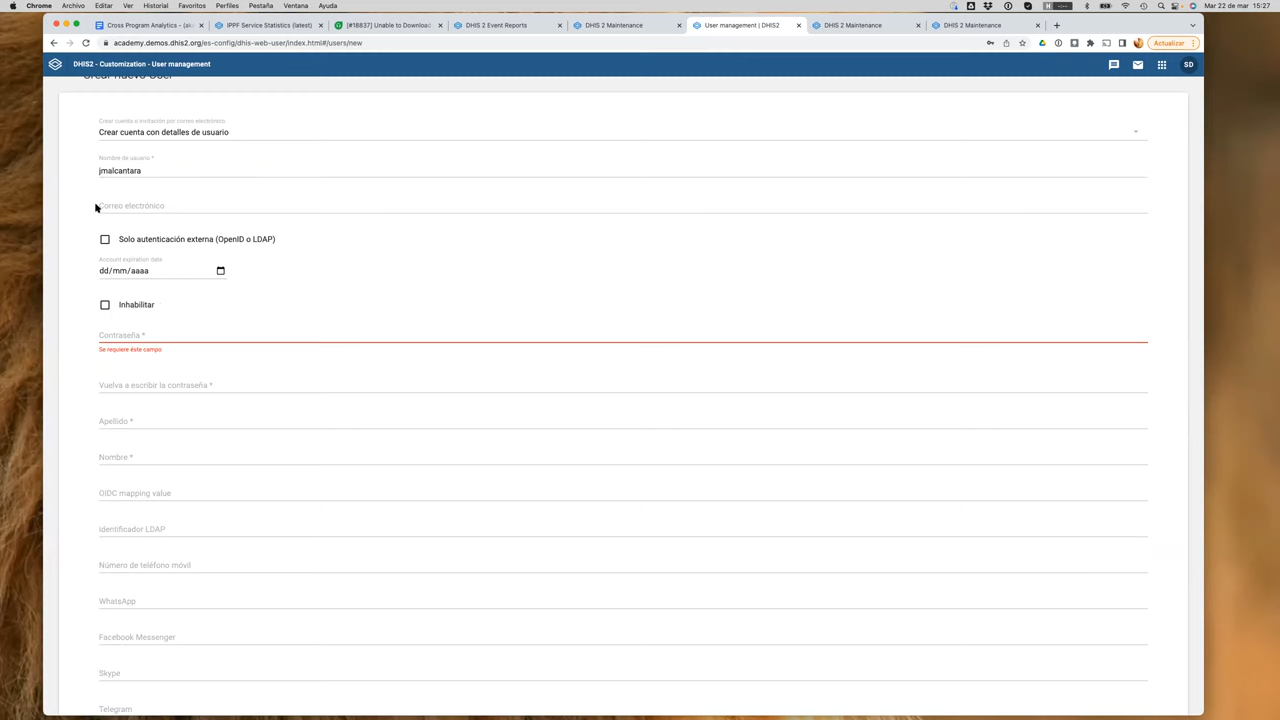 Chrome Archivo Editar Ver Historial Favoritos Perfiles Pestaña Ventana Ayuda
Mar 22 de mar 15:27
Cross Program Analytics - (ak
IPPF Service Statistics (latest)
[#18837] Unable to Download
DHIS 2 Event Reports
DHIS 2 Maintenance
User management | DHIS2
DHIS 2 Maintenance
DHIS 2 Maintenance
academy.demos.dhis2.org/es-config/dhis-web-user/index.html#/users/new
Actualizar
DHIS2 - Customization - User management
SD
Crear nuevo User
Crear cuenta o invitación por correo electrónico
Crear cuenta con detalles de usuario
Nombre de usuario *
jmalcantara
Correo electrónico
Solo autenticación externa (OpenID o LDAP)
Account expiration date
dd/mm/aaaa
Inhabilitar
Contraseña *
Se requiere éste campo
Vuelva a escribir la contraseña *
Apellido *
Nombre *
OIDC mapping value
identificador LDAP
Número de teléfono móvil
WhatsApp
Facebook Messenger
Skype
Telegram